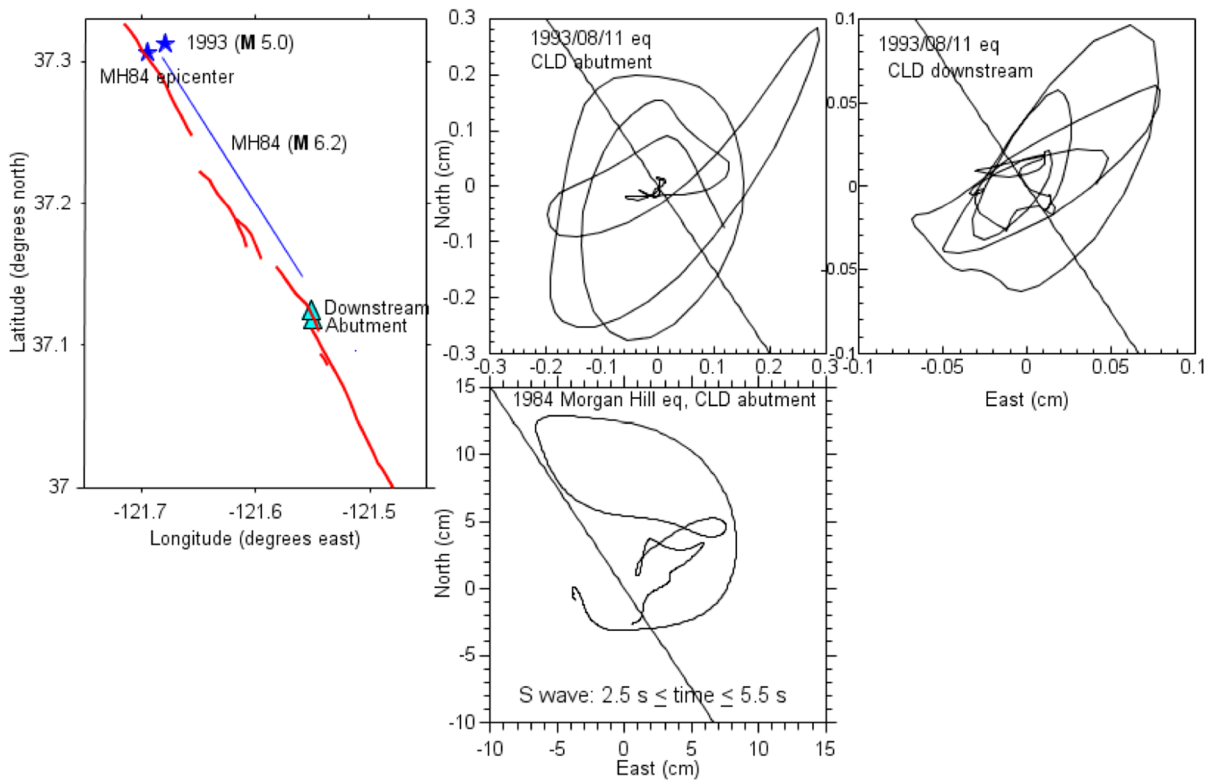 1993 (M 5.0)
MH84 epicenter
MH84 (M 6.2)
Downstream
Abutment
37.3
37.2
37.1
37
-121.7
-121.6
-121.5
Latitude (degrees north)
Longitude (degrees east)
1993/08/11 eq
CLD abutment
0.3
0.2
0.1
0
-0.1
-0.2
-0.3
North (cm)
-0.3
-0.2
-0.1
0
0.1
0.2
0.3
1993/08/11 eq
CLD downstream
0.1
0.05
0
-0.05
-0.1
-0.1
-0.05
0
0.05
0.1
East (cm)
1984 Morgan Hill eq, CLD abutment
15
10
5
0
-5
-10
North (cm)
S wave: 2.5 s ≤ time ≤ 5.5 s
-10
-5
0
5
10
15
East (cm)